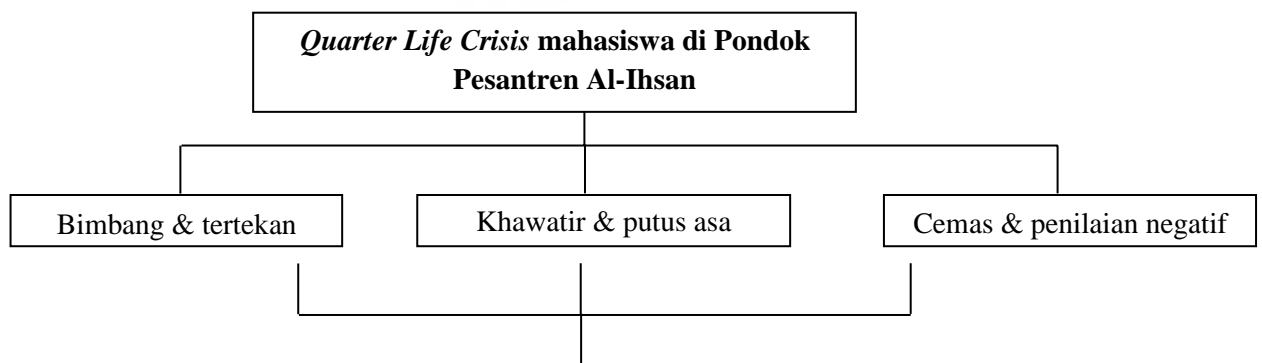 Quarter Life Crisis mahasiswa di Pondok
Pesantren Al-Ihsan
Bimbang & tertekan
Khawatir & putus asa
Cemas & penilaian negatif